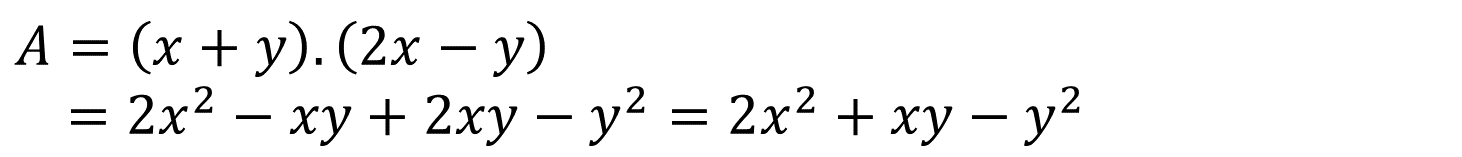 A = (x + y).(2x − y)
= 2x² − xy + 2xy − y² = 2x² + xy − y²